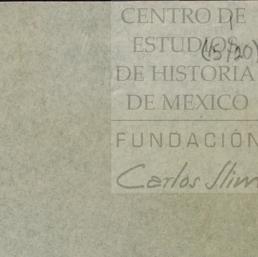 CENTRO DE
ESTUDIOS
DE HISTORIA
DE MEXICO
FUNDACIÓN
Carlos Slim